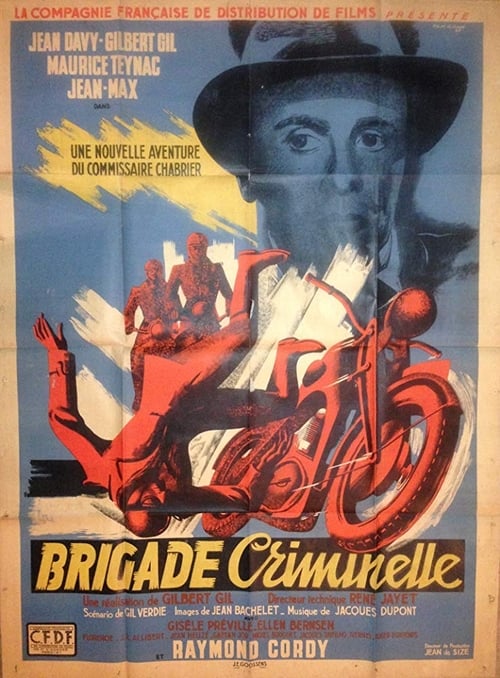 LA COMPAGNIE FRANÇAISE DE DISTRIBUTION DE FILMS PRÉSENTE
JEAN DAVY - GILBERT GIL
MAURICE TEYNAC
JEAN-MAX
DANS
UNE NOUVELLE AVENTURE
DU COMMISSAIRE CHABRIER
BRIGADE Criminelle
Une réalisation de GILBERT GIL Directeur technique RENÉ JAYET
Scénario de GIL VERDIE Images de JEAN BACHELET - Musique de JACQUES DUPONT
AVEC
GISÈLE PRÉVILLE - ELLEN BERNSEN
FLORENCIE
ET RAYMOND CORDY
C.F.D.F.
Directeur de Production
JEAN de SIZE